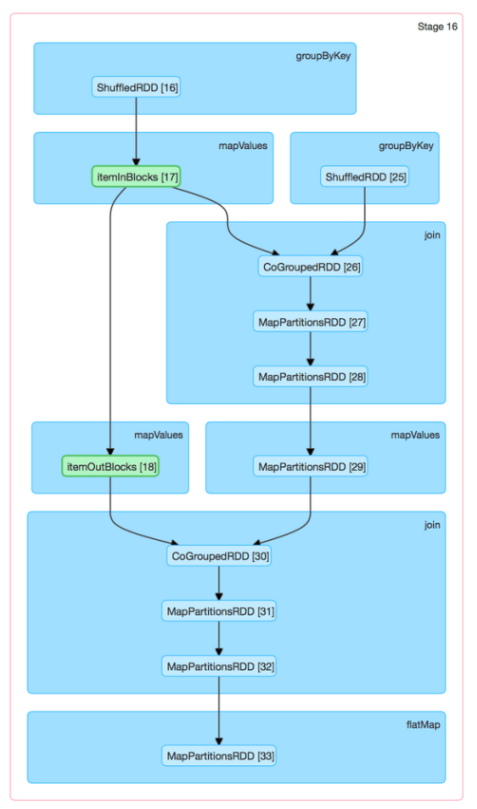 Stage 16
groupByKey
ShuffledRDD [16]
mapValues
itemInBlocks [17]
groupByKey
ShuffledRDD [25]
join
CoGroupedRDD [26]
MapPartitionsRDD [27]
MapPartitionsRDD [28]
mapValues
itemOutBlocks [18]
mapValues
MapPartitionsRDD [29]
join
CoGroupedRDD [30]
MapPartitionsRDD [31]
MapPartitionsRDD [32]
flatMap
MapPartitionsRDD [33]